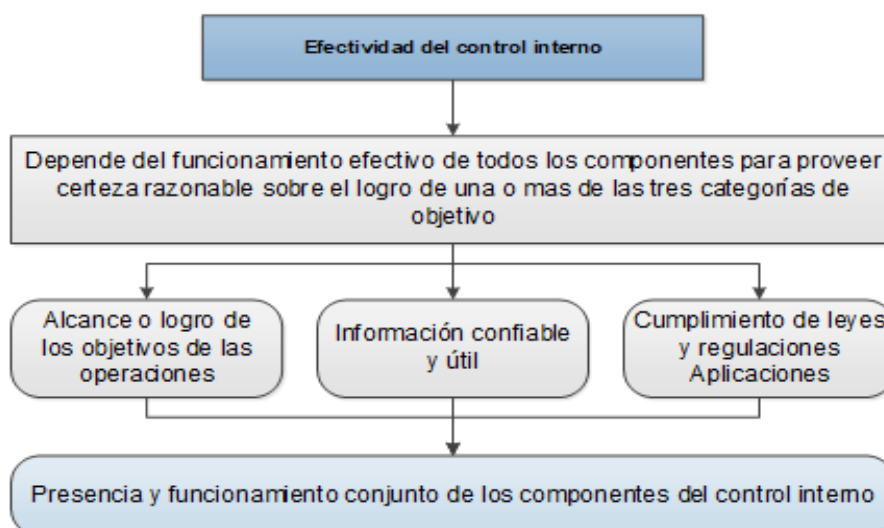 Efectividad del control interno
Depende del funcionamiento efectivo de todos los componentes para proveer
certeza razonable sobre el logro de una o mas de las tres categorías de
objetivo
Alcance o logro de
los objetivos de las
operaciones
Información confiable
y útil
Cumplimiento de leyes
y regulaciones
Aplicaciones
Presencia y funcionamiento conjunto de los componentes del control interno